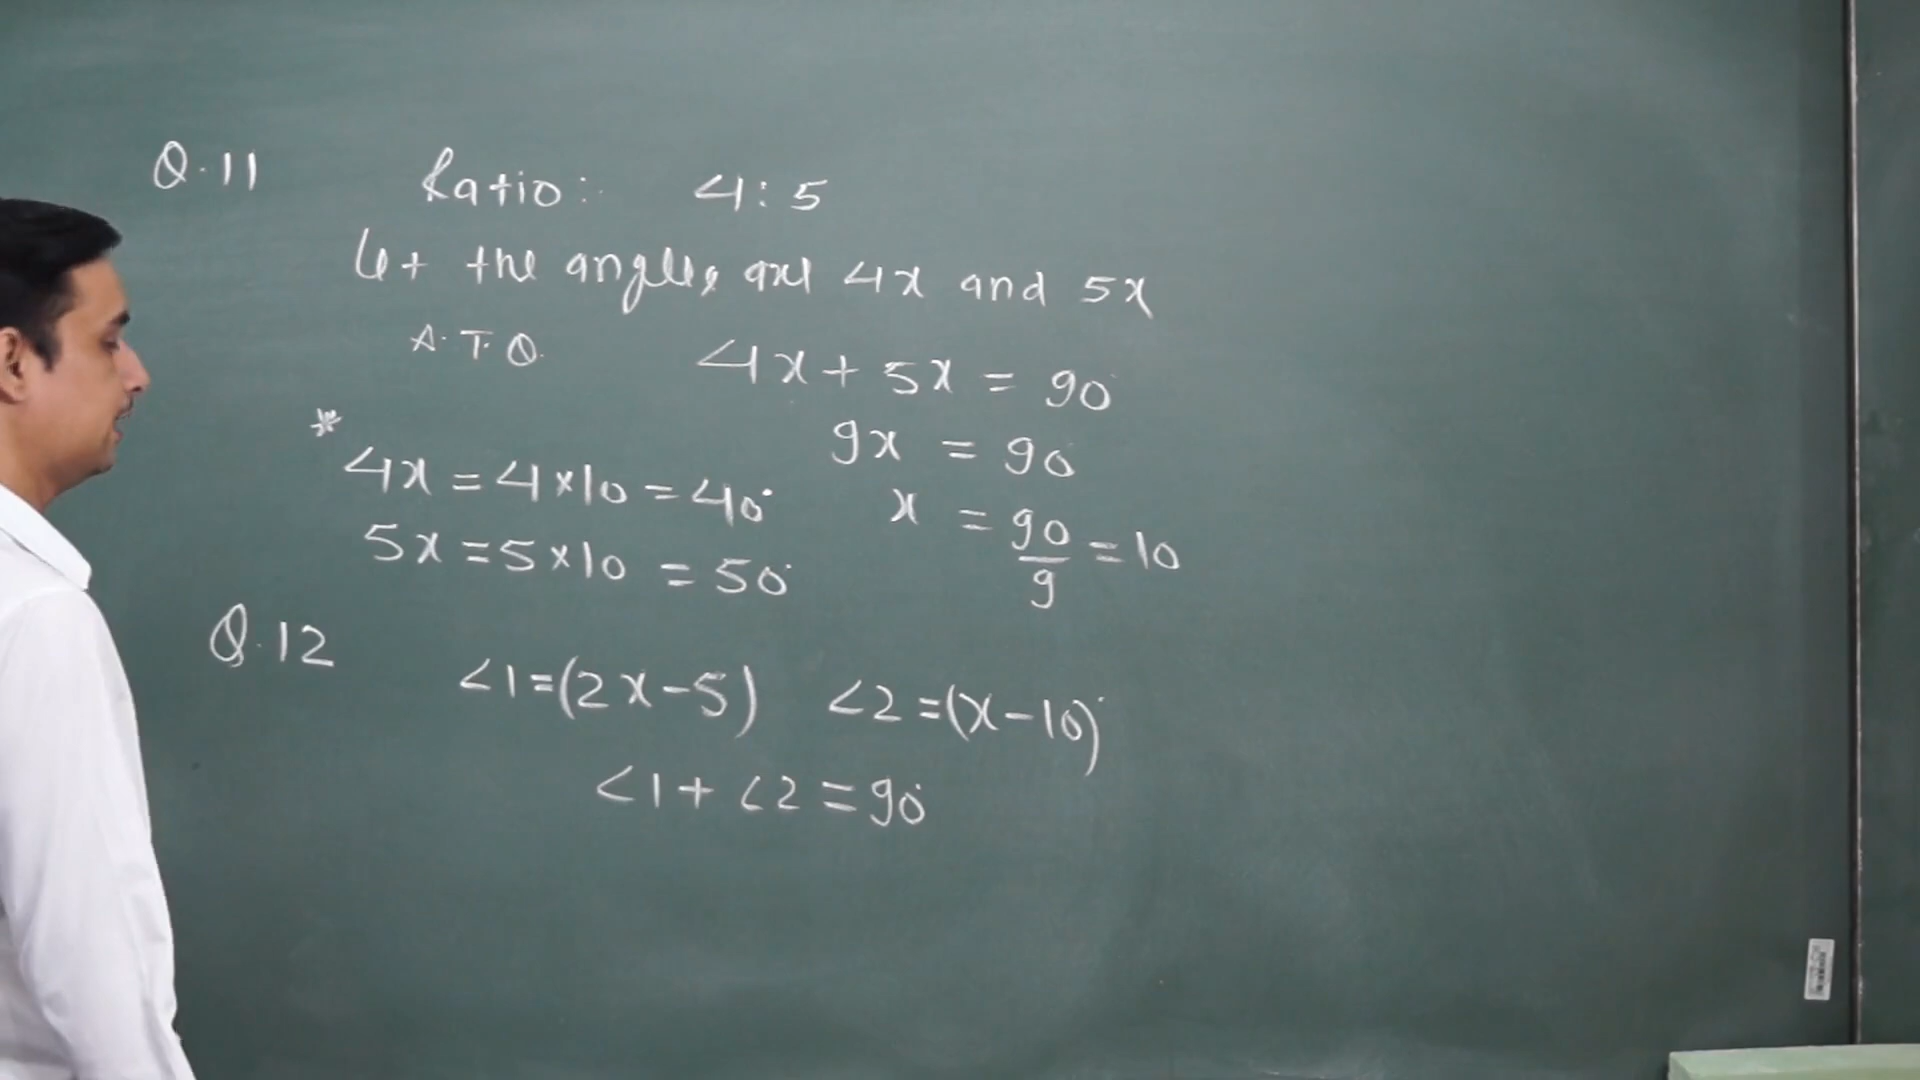 Q.11 Ratio: 4:5
Let the angles are 4x and 5x
A.T.Q. 4x + 5x = 90°
9x = 90
* 4x = 4×10 = 40° x = 90/9 = 10
5x = 5×10 = 50°
Q.12 ∠1=(2x-5) ∠2=(x-10)°
∠1 + ∠2 = 90°